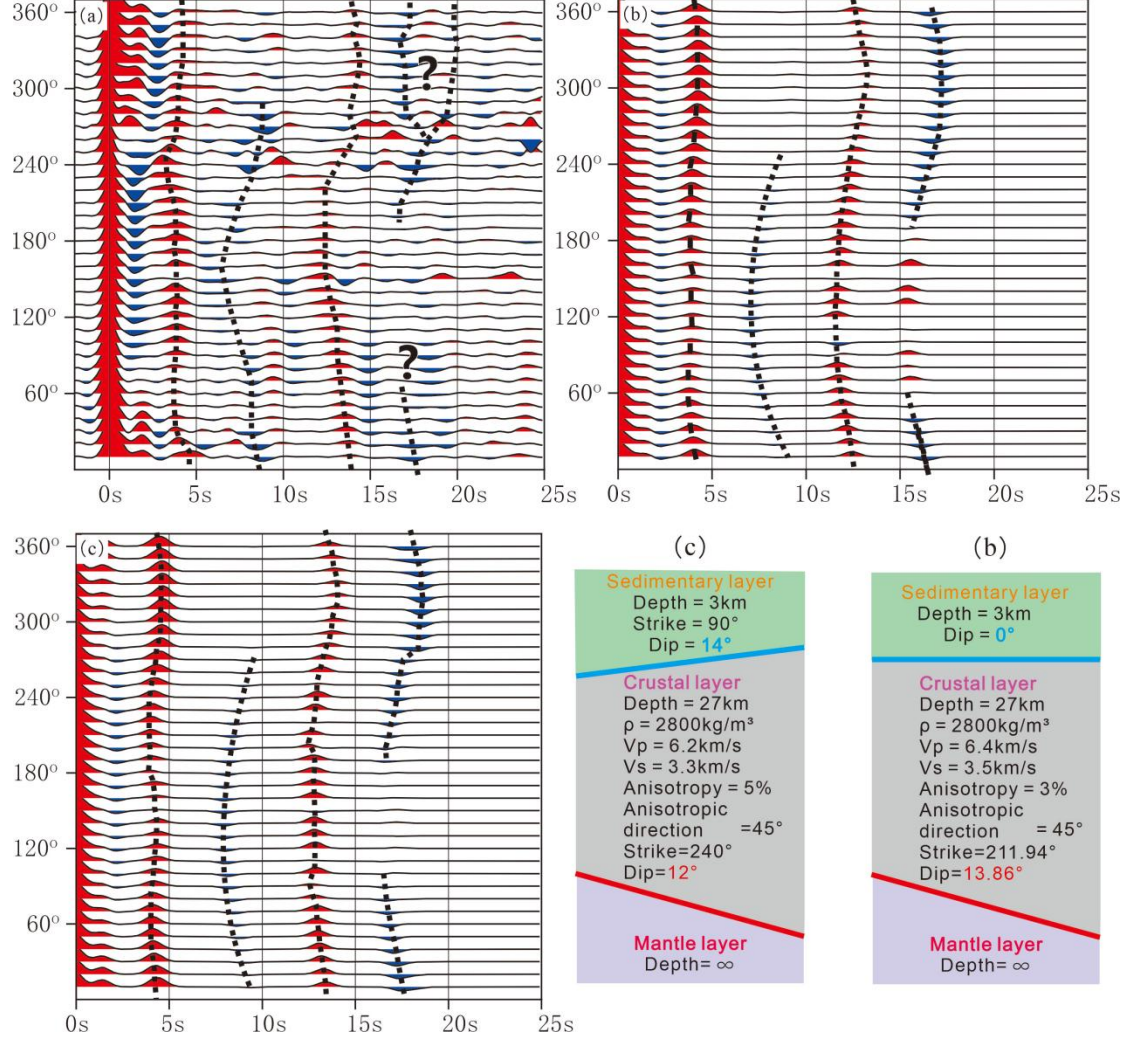 (a)
360°
300°
240°
180°
120°
60°
?
?
0s 5s 10s 15s 20s 25s
(b)
360°
300°
240°
180°
120°
60°
0s 5s 10s 15s 20s 25s
(c)
360°
300°
240°
180°
120°
60°
0s 5s 10s 15s 20s 25s
(c)
Sedimentary layer
Depth = 3km
Strike = 90°
Dip = 14°
Crustal layer
Depth = 27km
ρ = 2800kg/m³
Vp = 6.2km/s
Vs = 3.3km/s
Anisotropy = 5%
Anisotropic
direction =45°
Strike=240°
Dip=12°
Mantle layer
Depth= ∞
(b)
Sedimentary layer
Depth = 3km
Dip = 0°
Crustal layer
Depth = 27km
ρ = 2800kg/m³
Vp = 6.4km/s
Vs = 3.5km/s
Anisotropy = 3%
Anisotropic
direction = 45°
Strike=211.94°
Dip=13.86°
Mantle layer
Depth= ∞